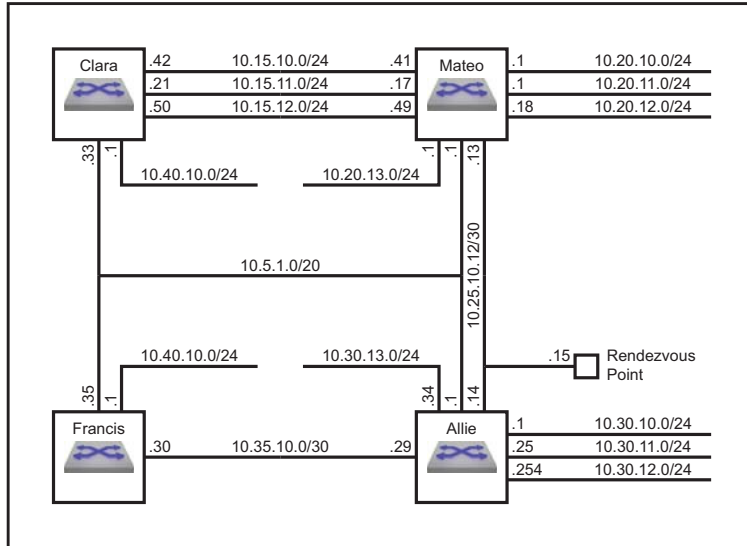 Clara
.42 10.15.10.0/24 .41
Mateo
.1 10.20.10.0/24
.21 10.15.11.0/24 .17
.1 10.20.11.0/24
.50 10.15.12.0/24 .49
.18 10.20.12.0/24
.33
.1
.1
.1
.13
10.40.10.0/24
10.20.13.0/24
10.25.10.12/30
10.5.1.0/20
10.40.10.0/24
10.30.13.0/24
.15 Rendezvous
Point
.35
.1
.34
.1
.14
Francis
Allie
.1 10.30.10.0/24
.30 10.35.10.0/30 .29
.25 10.30.11.0/24
.254 10.30.12.0/24